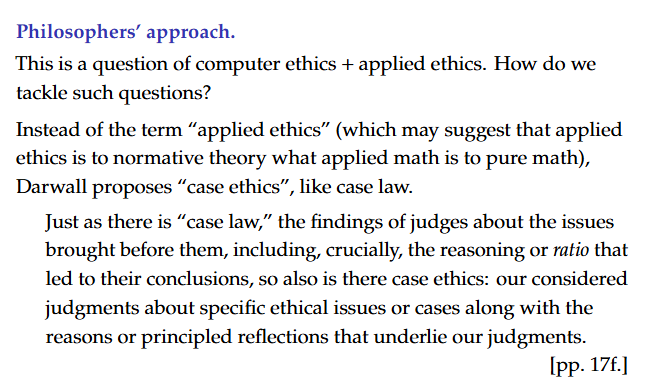 Philosophers’ approach.
This is a question of computer ethics + applied ethics. How do we
tackle such questions?
Instead of the term “applied ethics” (which may suggest that applied
ethics is to normative theory what applied math is to pure math),
Darwall proposes “case ethics”, like case law.
Just as there is “case law,” the findings of judges about the issues
brought before them, including, crucially, the reasoning or ratio that
led to their conclusions, so also is there case ethics: our considered
judgments about specific ethical issues or cases along with the
reasons or principled reflections that underlie our judgments.
[pp. 17f.]